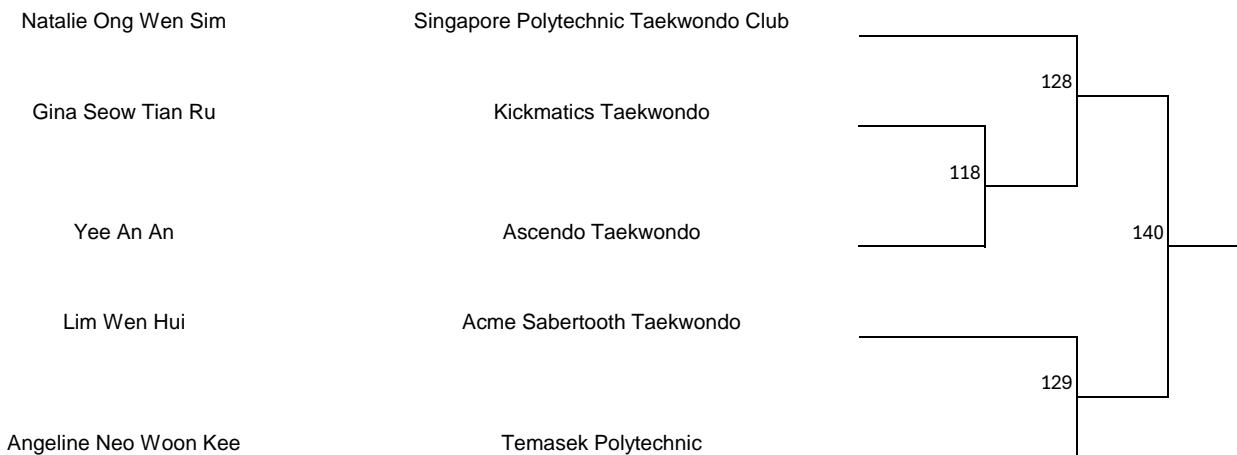 Natalie Ong Wen Sim Singapore Polytechnic Taekwondo Club
128
Gina Seow Tian Ru Kickmatics Taekwondo
118
Yee An An Ascendo Taekwondo 140
Lim Wen Hui Acme Sabertooth Taekwondo
129
Angeline Neo Woon Kee Temasek Polytechnic